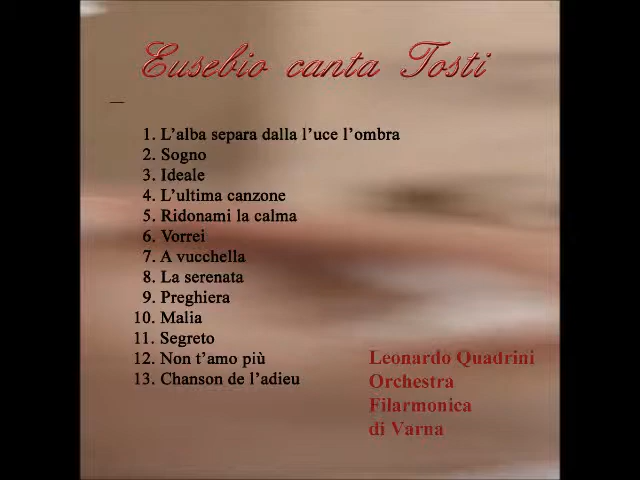 Eusebio canta Tosti
1. L'alba separa dalla l'uce l'ombra
2. Sogno
3. Ideale
4. L'ultima canzone
5. Ridonami la calma
6. Vorrei
7. A vucchella
8. La serenata
9. Preghiera
10. Malia
11. Segreto
12. Non t'amo più
13. Chanson de l'adieu
Leonardo Quadrini
Orchestra
Filarmonica
di Varna